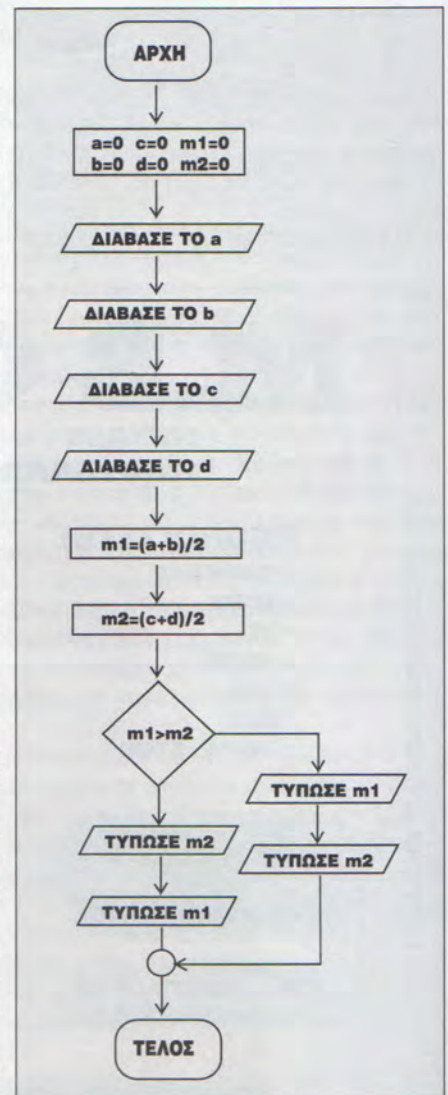 ΑΡΧΗ
a=0 c=0 m1=0
b=0 d=0 m2=0
ΔΙΑΒΑΣΕ ΤΟ a
ΔΙΑΒΑΣΕ ΤΟ b
ΔΙΑΒΑΣΕ ΤΟ c
ΔΙΑΒΑΣΕ ΤΟ d
m1=(a+b)/2
m2=(c+d)/2
m1>m2
ΤΥΠΩΣΕ m1
ΤΥΠΩΣΕ m2
ΤΥΠΩΣΕ m2
ΤΥΠΩΣΕ m1
ΤΕΛΟΣ